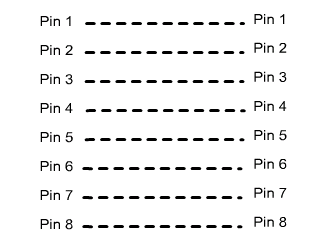 Pin 1 Pin 1
Pin 2 Pin 2
Pin 3 Pin 3
Pin 4 Pin 4
Pin 5 Pin 5
Pin 6 Pin 6
Pin 7 Pin 7
Pin 8 Pin 8